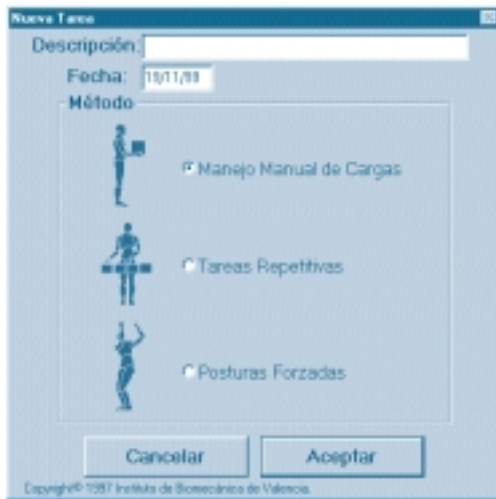 Nueva Tarea
Descripción:
Fecha: 19/11/98
Método
Manejo Manual de Cargas
Tareas Repetitivas
Posturas Forzadas
Cancelar Aceptar
Copyright© 1997 Instituto de Biomecánica de Valencia.